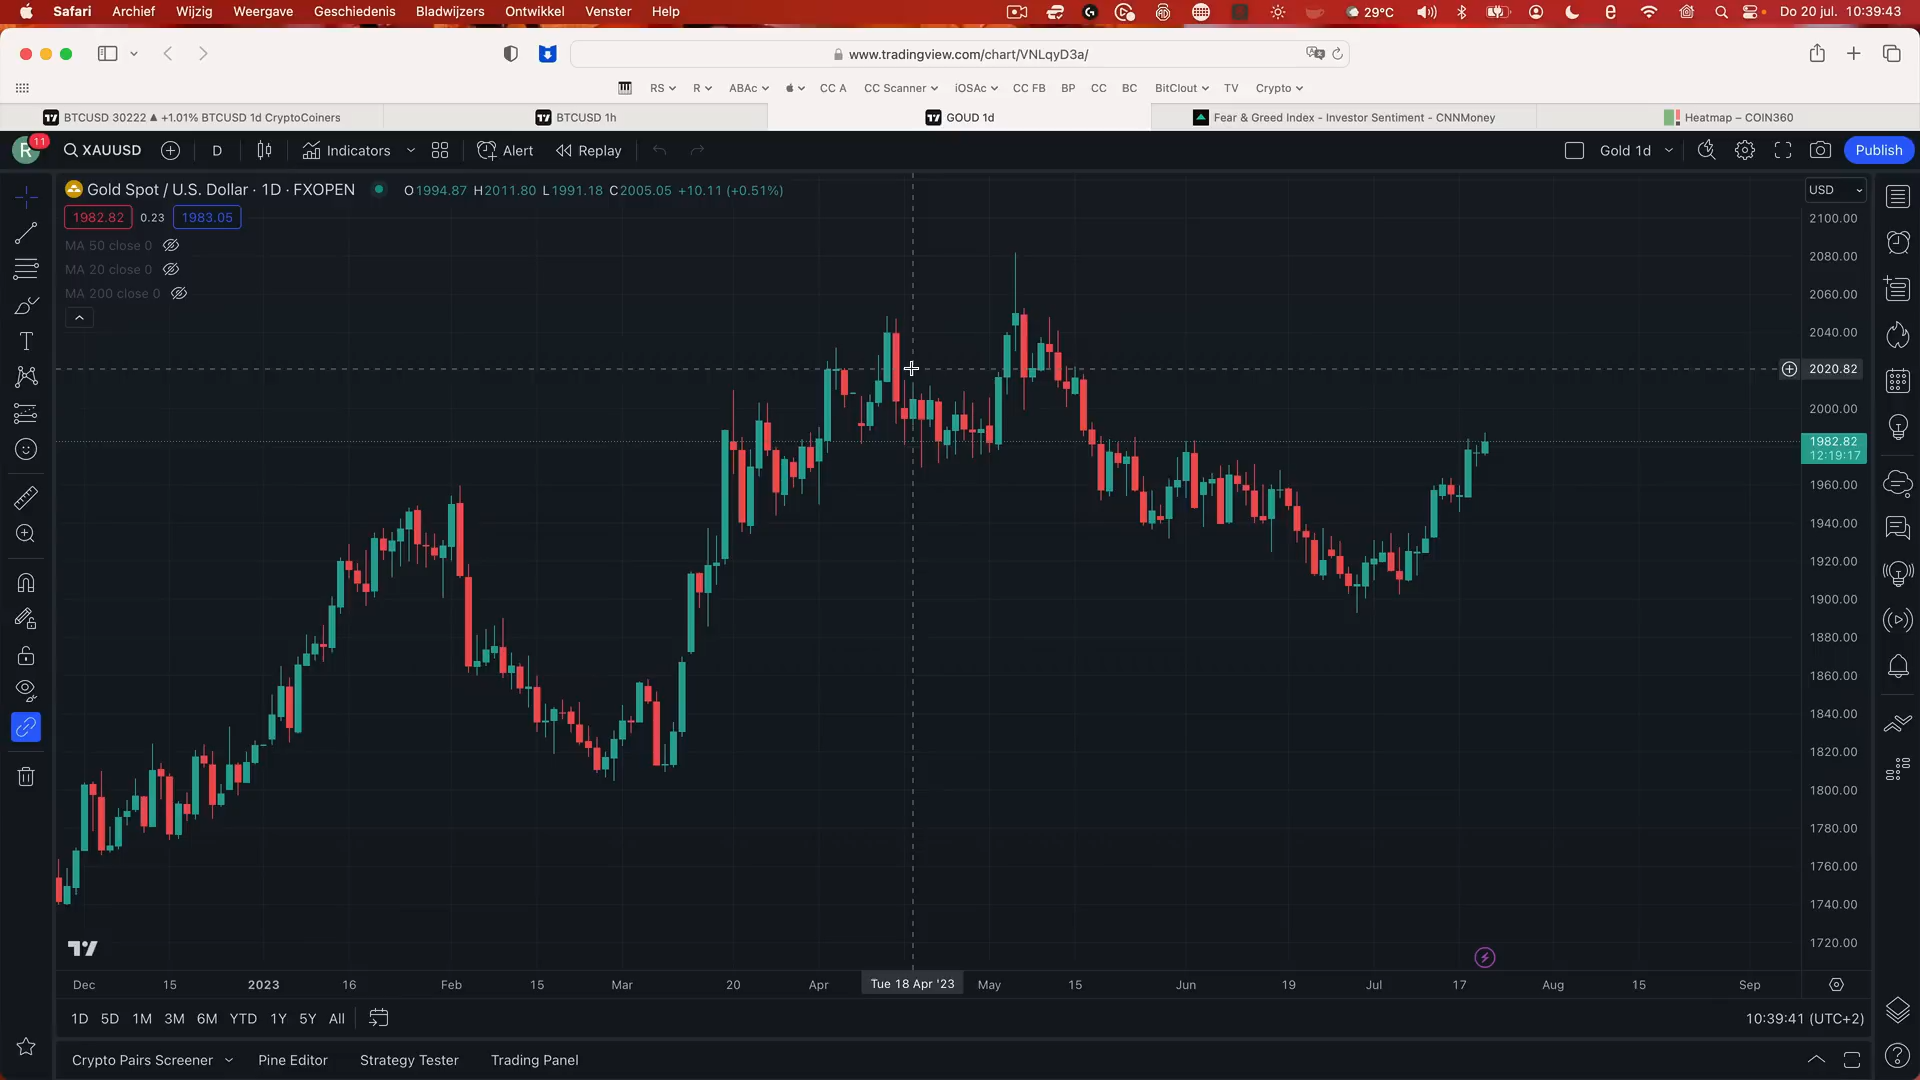 Safari Archief Wijzig Weergave Geschiedenis Bladwijzers Ontwikkel Venster Help 29°C Do 20 jul. 10:39:43
www.tradingview.com/chart/VNLqyD3a/
RS R ABAc CC A CC Scanner iOSAc CC FB BP CC BC BitClout TV Crypto
BTCUSD 30222 ▲ +1.01% BTCUSD 1d CryptoCoiners BTCUSD 1h GOUD 1d Fear & Greed Index - Investor Sentiment - CNNMoney Heatmap – COIN360
R 11 XAUUSD D Indicators Alert Replay Gold 1d Publish
Gold Spot / U.S. Dollar · 1D · FXOPEN O1994.87 H2011.80 L1991.18 C2005.05 +10.11 (+0.51%) USD
1982.82 0.23 1983.05
MA 50 close 0
MA 20 close 0
MA 200 close 0
2100.00
2080.00
2060.00
2040.00
2020.82
2000.00
1982.82
12:19:17
1960.00
1940.00
1920.00
1900.00
1880.00
1860.00
1840.00
1820.00
1800.00
1780.00
1760.00
1740.00
1720.00
Dec 15 2023 16 Feb 15 Mar 20 Apr Tue 18 Apr '23 May 15 Jun 19 Jul 17 Aug 15 Sep
1D 5D 1M 3M 6M YTD 1Y 5Y All 10:39:41 (UTC+2)
Crypto Pairs Screener Pine Editor Strategy Tester Trading Panel